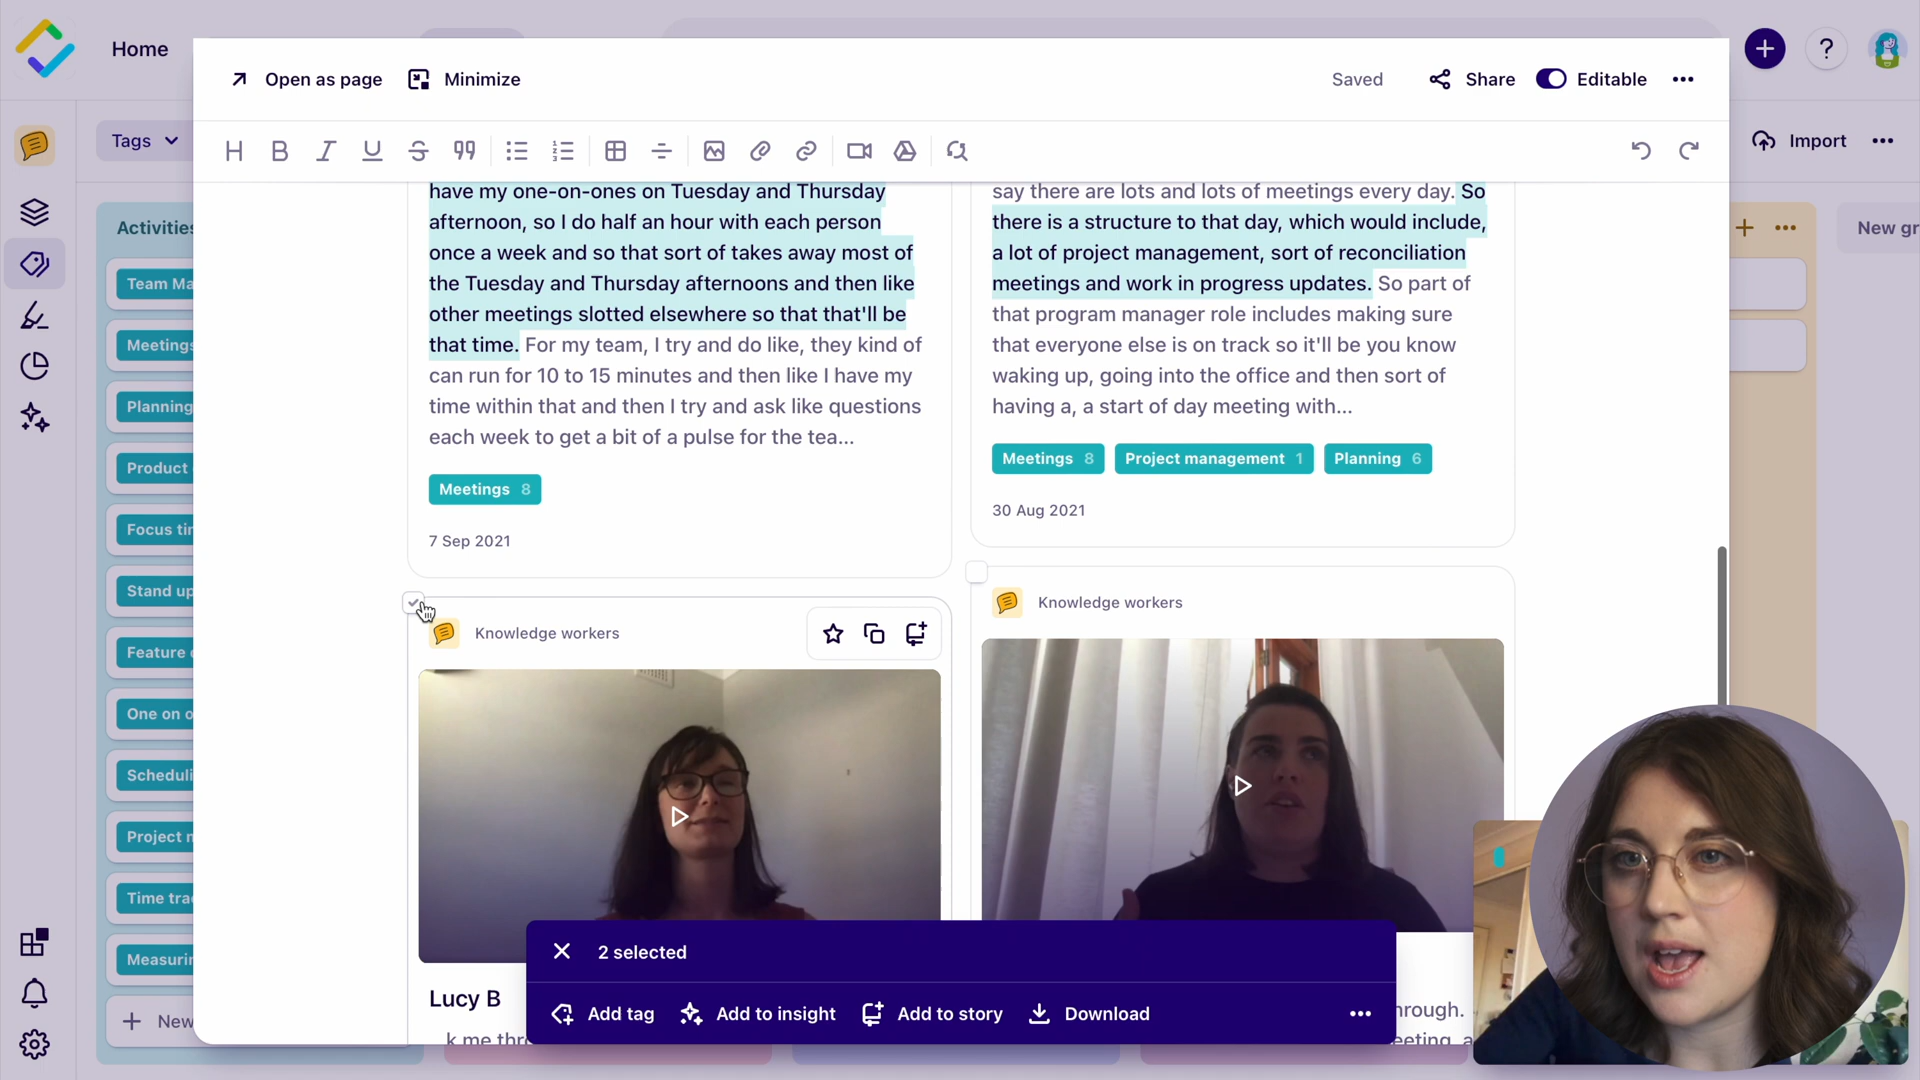 Home
Open as page
Minimize
Saved
Share
Editable
Tags
Import
have my one-on-ones on Tuesday and Thursday
afternoon, so I do half an hour with each person
once a week and so that sort of takes away most of
the Tuesday and Thursday afternoons and then like
other meetings slotted elsewhere so that that'll be
that time. For my team, I try and do like, they kind of
can run for 10 to 15 minutes and then like I have my
time within that and then I try and ask like questions
each week to get a bit of a pulse for the tea...
Meetings 8
7 Sep 2021
say there are lots and lots of meetings every day. So
there is a structure to that day, which would include,
a lot of project management, sort of reconciliation
meetings and work in progress updates. So part of
that program manager role includes making sure
that everyone else is on track so it'll be you know
waking up, going into the office and then sort of
having a, a start of day meeting with...
Meetings 8
Project management 1
Planning 6
30 Aug 2021
Activities
Team Ma
Meetings
Planning
Product
Focus tin
Stand up
Feature
One on o
Scheduli
Project n
Time trac
Measurin
New
New gr
Knowledge workers
Knowledge workers
Lucy B
k me thr
hrough.
eeting, a
2 selected
Add tag
Add to insight
Add to story
Download